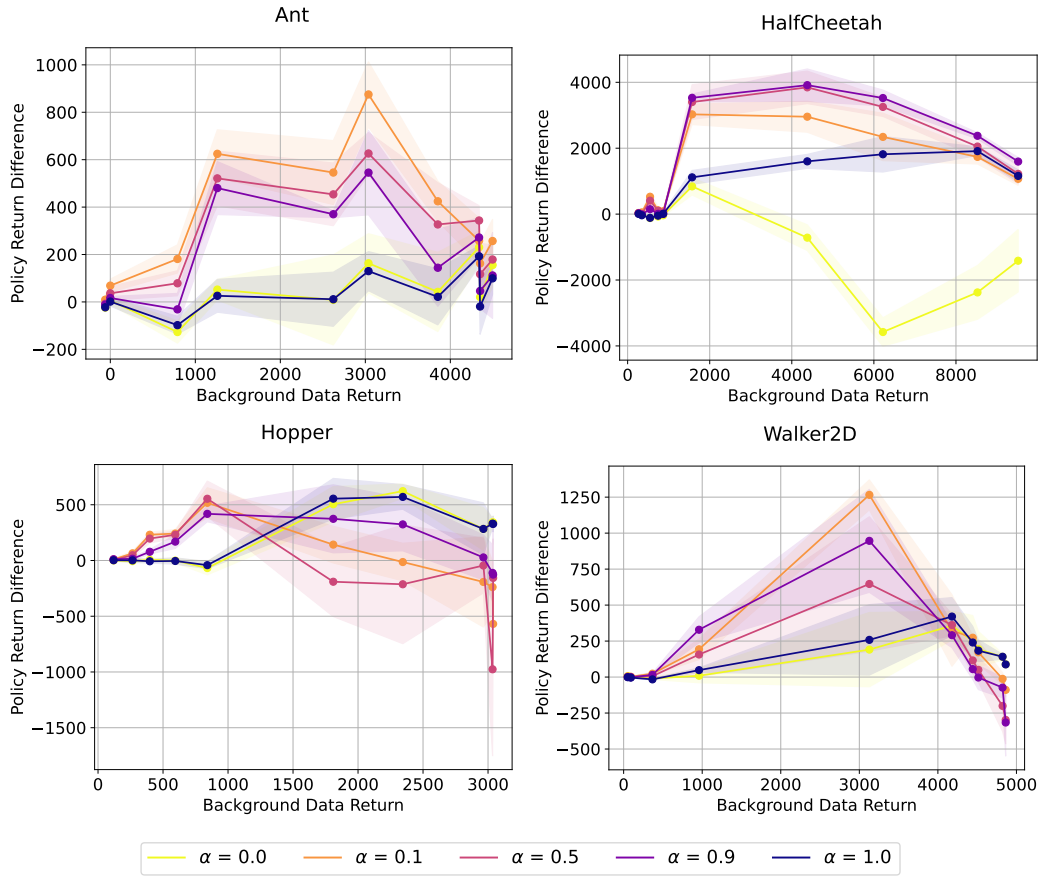 Ant
Policy Return Difference
1000
800
600
400
200
0
−200
0 1000 2000 3000 4000
Background Data Return
HalfCheetah
Policy Return Difference
4000
2000
0
−2000
−4000
0 2000 4000 6000 8000
Background Data Return
Hopper
Policy Return Difference
500
0
−500
−1000
−1500
0 500 1000 1500 2000 2500 3000
Background Data Return
Walker2D
Policy Return Difference
1250
1000
750
500
250
0
−250
−500
0 1000 2000 3000 4000 5000
Background Data Return
α = 0.0 α = 0.1 α = 0.5 α = 0.9 α = 1.0